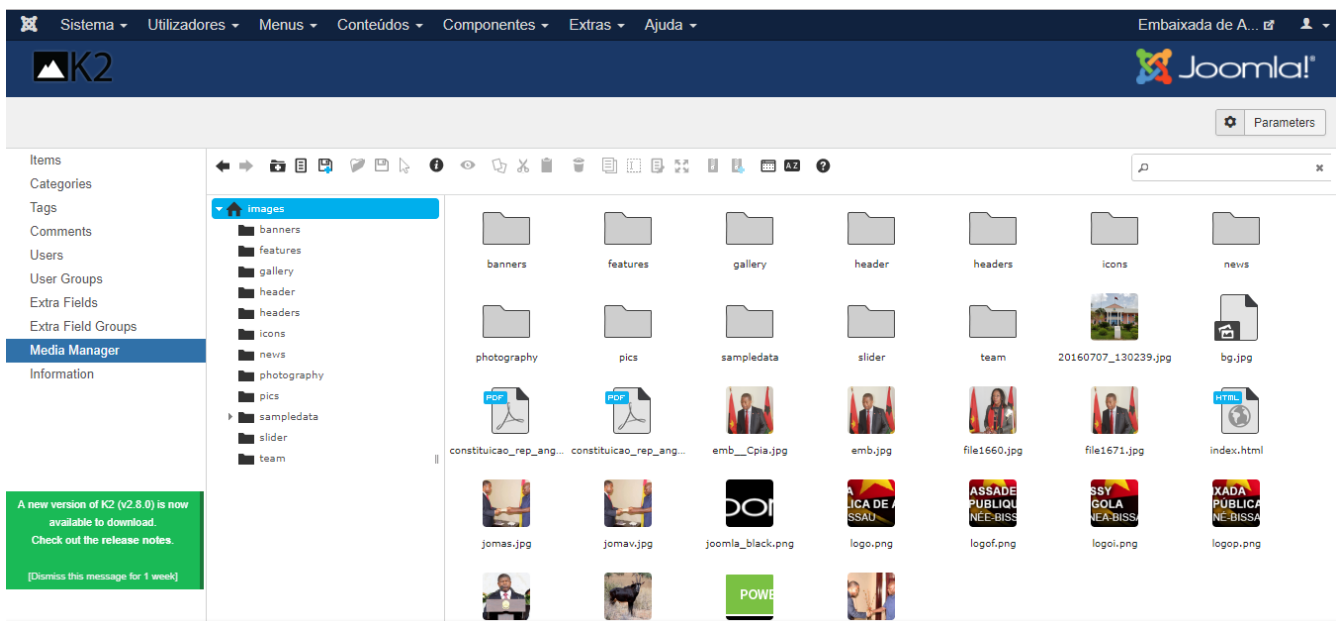 Sistema Utilizadores Menus Conteúdos Componentes Extras Ajuda Embaixada de A...
K2 Joomla!
Parameters
Items
Categories
Tags
Comments
Users
User Groups
Extra Fields
Extra Field Groups
Media Manager
Information
A new version of K2 (v2.8.0) is now
available to download.
Check out the release notes.
[Dismiss this message for 1 week]
images
banners
features
gallery
header
headers
icons
news
photography
pics
sampledata
slider
team
banners features gallery header headers icons news
photography pics sampledata slider team 20160707_130239.jpg bg.jpg
PDF PDF HTML
constituicao_rep_ang... constituicao_rep_ang... emb__Cpia.jpg emb.jpg file1660.jpg file1671.jpg index.html
jomas.jpg jomav.jpg joomla_black.png logo.png logof.png logoi.png logop.png
POWE